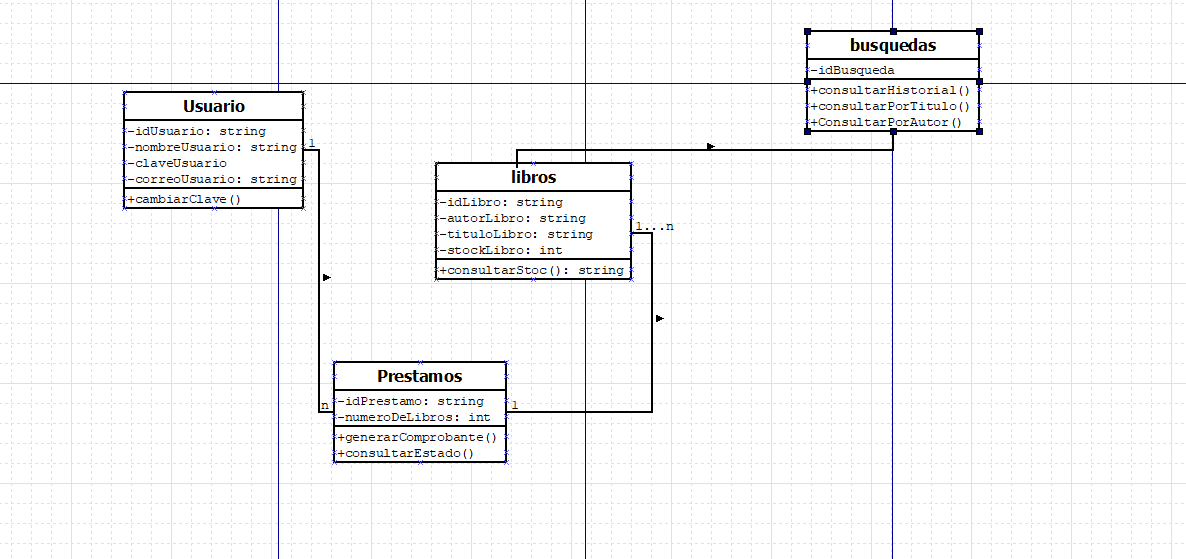 busquedas
-idBusqueda
+consultarHistorial()
+consultarPorTitulo()
+ConsultarPorAutor()
Usuario
-idUsuario: string
-nombreUsuario: string
-claveUsuario
-correoUsuario: string
+cambiarClave()
1
libros
-idLibro: string
-autorLibro: string
-tituloLibro: string
-stockLibro: int
+consultarStoc(): string
1...n
Prestamos
-idPrestamo: string
-numeroDeLibros: int
+generarComprobante()
+consultarEstado()
n
1